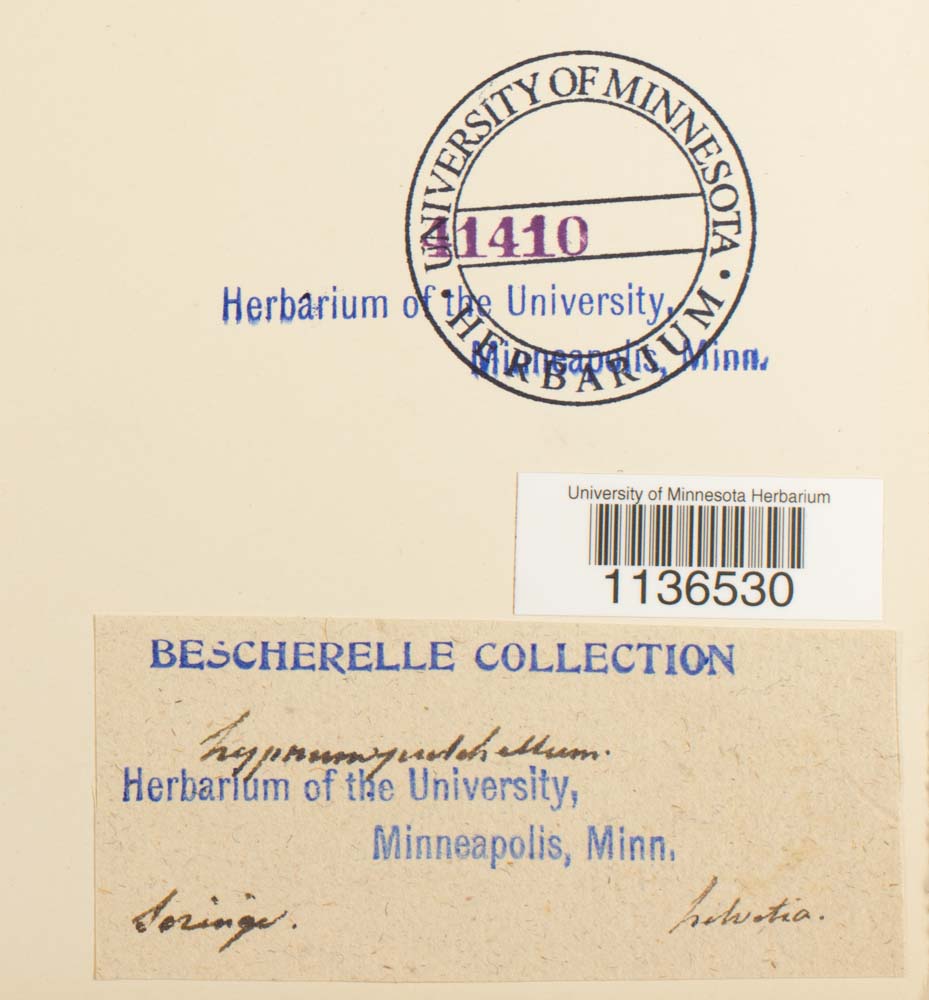 UNIVERSITY OF MINNESOTA
41410
Herbarium of the University,
Minneapolis, Minn.
· HERBARIUM ·
University of Minnesota Herbarium
1136530
BESCHERELLE COLLECTION
hypnum pulchellum.
Herbarium of the University,
Minneapolis, Minn.
Seringe.
helvetia.